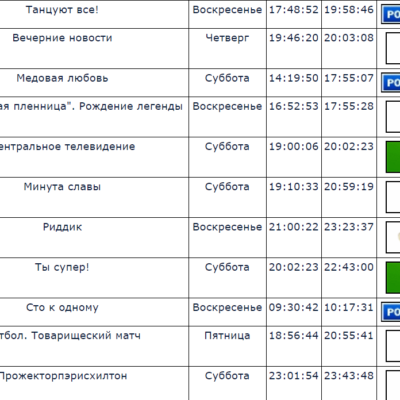 Танцуют все! Воскресенье 17:48:52 19:58:46 РО
Вечерние новости Четверг 19:46:20 20:03:08
Медовая любовь Суббота 14:19:50 17:55:07 РО
ая пленница". Рождение легенды Воскресенье 16:52:53 17:55:28
ентральное телевидение Суббота 19:00:06 20:02:23
Минута славы Суббота 19:10:33 20:59:19
Риддик Воскресенье 21:00:22 23:23:37
Ты супер! Суббота 20:02:23 22:43:00
Сто к одному Воскресенье 09:30:42 10:17:31 РО
тбол. Товарищеский матч Пятница 18:56:44 20:55:41
Прожекторпэрисхилтон Суббота 23:01:54 23:43:48